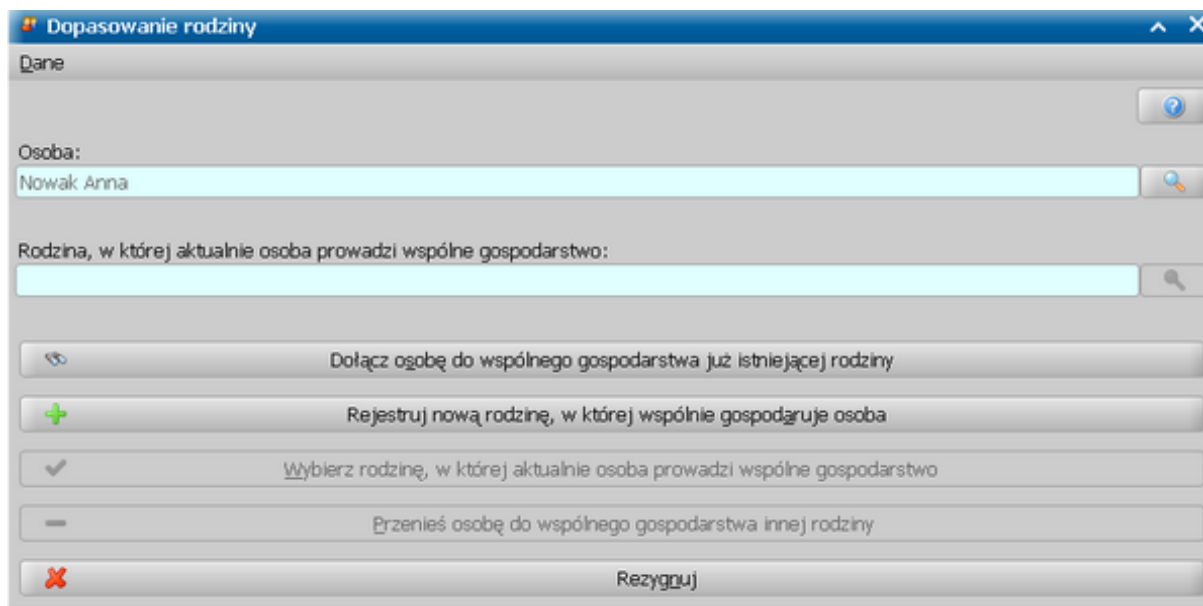 Dopasowanie rodziny
Dane
Osoba:
Nowak Anna
Rodzina, w której aktualnie osoba prowadzi wspólne gospodarstwo:
Dołącz osobę do wspólnego gospodarstwa już istniejącej rodziny
Rejestruj nową rodzinę, w której wspólnie gospodaruje osoba
Wybierz rodzinę, w której aktualnie osoba prowadzi wspólne gospodarstwo
Przenieś osobę do wspólnego gospodarstwa innej rodziny
Rezygnuj